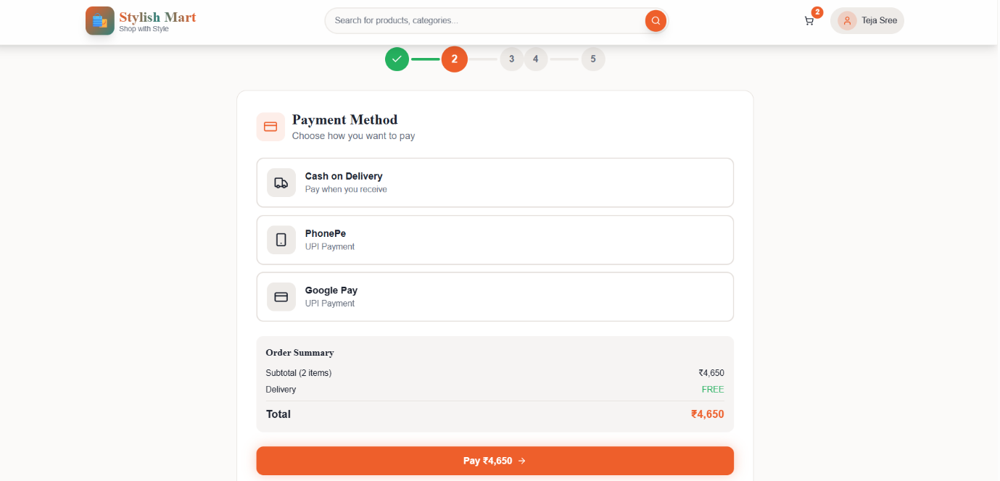 Stylish Mart
Shop with Style
Search for products, categories...
2
Teja Sree
2
3
4
5
Payment Method
Choose how you want to pay
Cash on Delivery
Pay when you receive
PhonePe
UPI Payment
Google Pay
UPI Payment
Order Summary
Subtotal (2 items) ₹4,650
Delivery FREE
Total ₹4,650
Pay ₹4,650 →